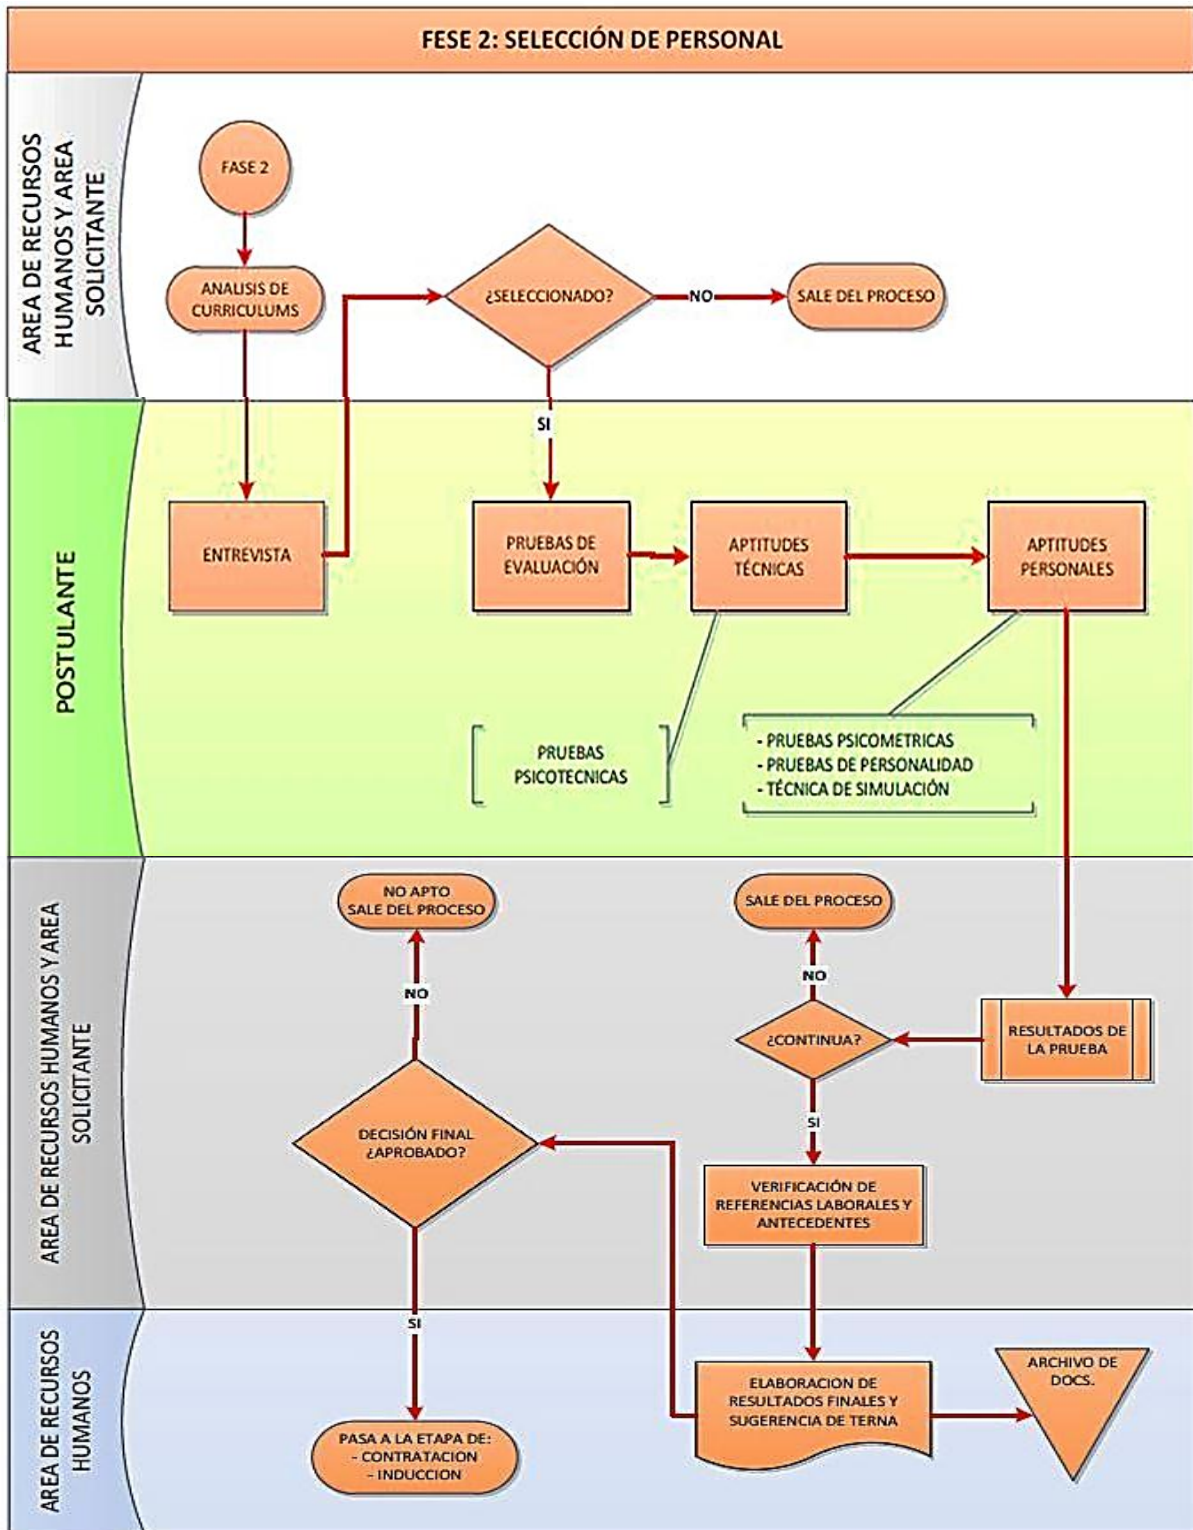 FESE 2: SELECCIÓN DE PERSONAL
AREA DE RECURSOS
HUMANOS Y AREA
SOLICITANTE
FASE 2
ANALISIS DE
CURRICULUMS
¿SELECCIONADO?
NO
SALE DEL PROCESO
SI
POSTULANTE
ENTREVISTA
PRUEBAS DE
EVALUACIÓN
APTITUDES
TÉCNICAS
APTITUDES
PERSONALES
PRUEBAS
PSICOTECNICAS
- PRUEBAS PSICOMETRICAS
- PRUEBAS DE PERSONALIDAD
- TÉCNICA DE SIMULACIÓN
AREA DE RECURSOS HUMANOS Y AREA
SOLICITANTE
NO APTO
SALE DEL PROCESO
SALE DEL PROCESO
NO
NO
¿CONTINUA?
RESULTADOS DE
LA PRUEBA
SI
DECISIÓN FINAL
¿APROBADO?
VERIFICACIÓN DE
REFERENCIAS LABORALES Y
ANTECEDENTES
SI
AREA DE RECURSOS
HUMANOS
ELABORACION DE
RESULTADOS FINALES Y
SUGERENCIA DE TERNA
ARCHIVO DE
DOCS.
PASA A LA ETAPA DE:
- CONTRATACION
- INDUCCION